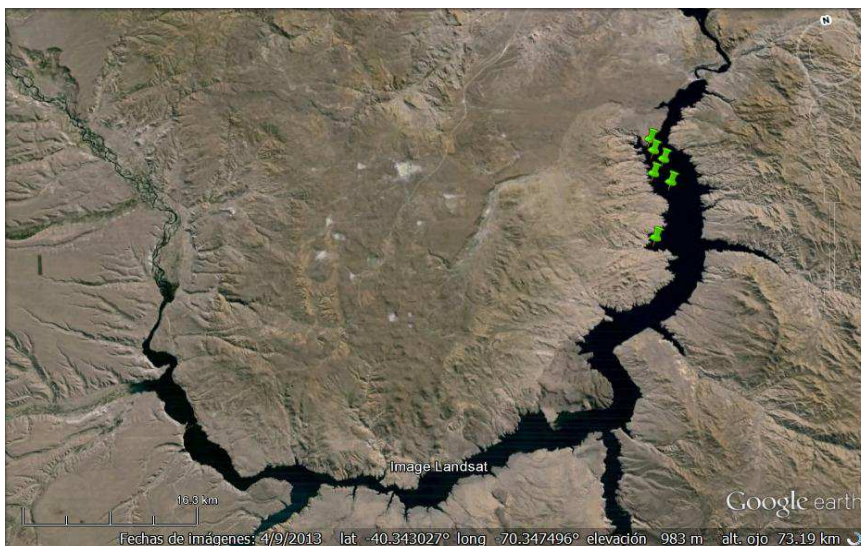 N
Image Landsat
16.3 km
Google earth
Fechas de imágenes: 4/9/2013 lat -40.343027° long -70.347496° elevación 983 m alt. ojo 73.19 km